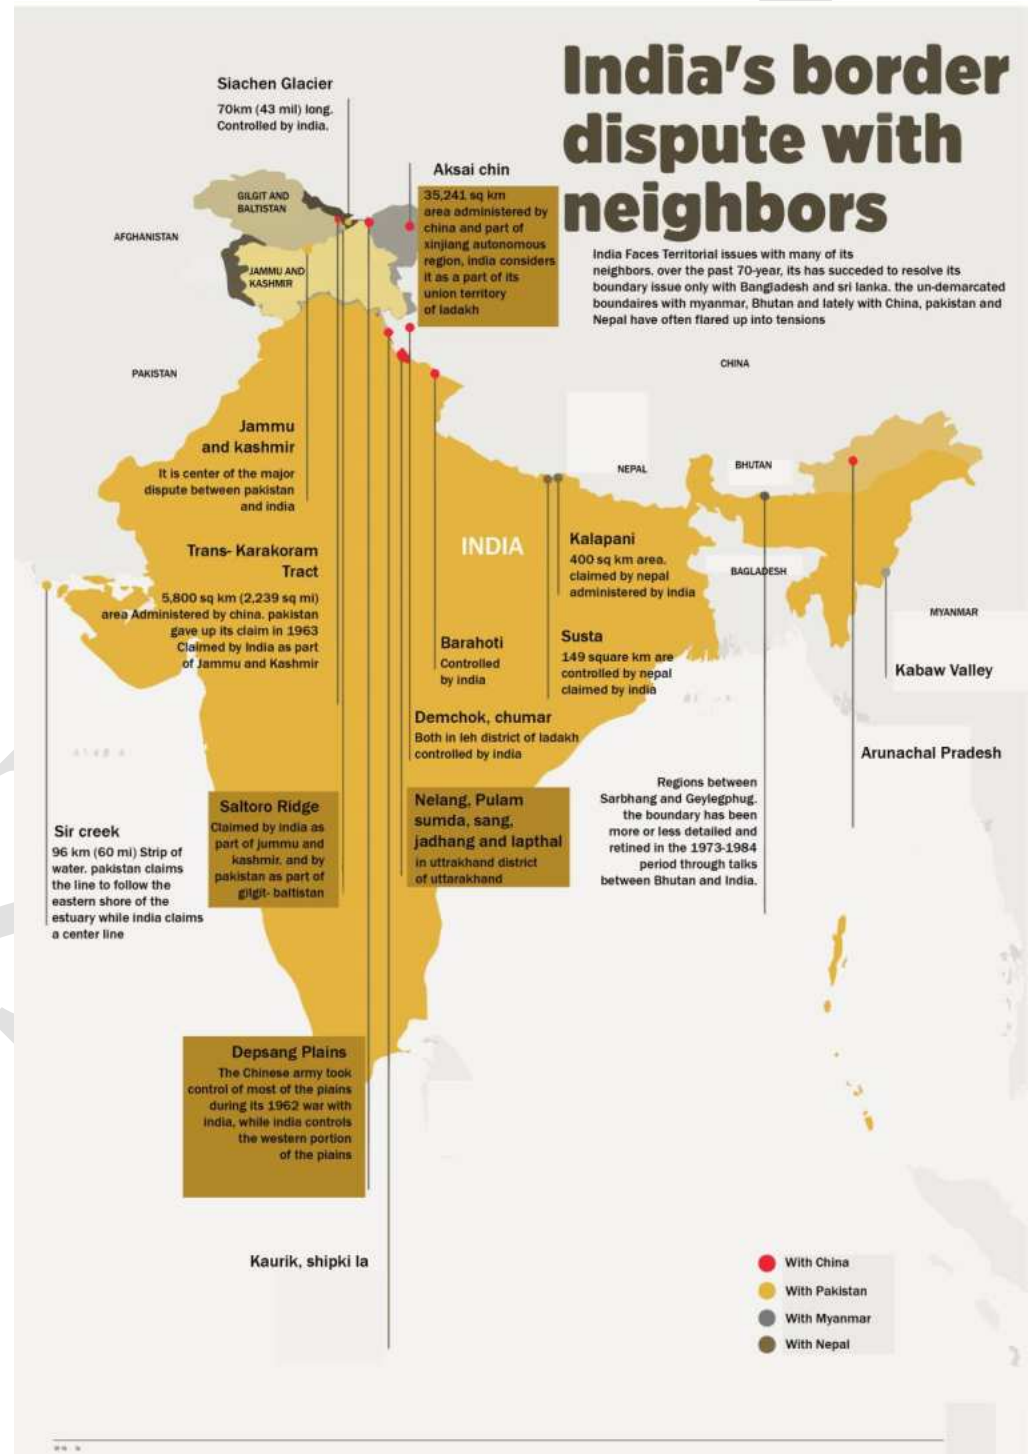 India's border
dispute with
neighbors
India Faces Territorial issues with many of its
neighbors. over the past 70-year, its has succeded to resolve its
boundary issue only with Bangladesh and sri lanka. the un-demarcated
boundaires with myanmar, Bhutan and lately with China, pakistan and
Nepal have often flared up into tensions
Siachen Glacier
70km (43 mil) long.
Controlled by india.
Aksai chin
35,241 sq km
area administered by
china and part of
xinjiang autonomous
region, india considers
it as a part of its
union territory
of ladakh
GILGIT AND
BALTISTAN
AFGHANISTAN
JAMMU AND
KASHMIR
PAKISTAN
CHINA
NEPAL
BHUTAN
INDIA
BAGLADESH
MYANMAR
Jammu
and kashmir
It is center of the major
dispute between pakistan
and india
Trans- Karakoram
Tract
5,800 sq km (2,239 sq mi)
area Administered by china. pakistan
gave up its claim in 1963
Claimed by India as part
of Jammu and Kashmir
Kalapani
400 sq km area.
claimed by nepal
administered by india
Barahoti
Controlled
by india
Susta
149 square km are
controlled by nepal
claimed by india
Kabaw Valley
Demchok, chumar
Both in leh district of ladakh
controlled by india
Arunachal Pradesh
Regions between
Sarbhang and Geylegphug.
the boundary has been
more or less detailed and
retined in the 1973-1984
period through talks
between Bhutan and India.
Saltoro Ridge
Claimed by india as
part of jummu and
kashmir. and by
pakistan as part of
gilgit- baltistan
Nelang, Pulam
sumda, sang,
jadhang and lapthal
in uttrakhand district
of uttarakhand
Sir creek
96 km (60 mi) Strip of
water. pakistan claims
the line to follow the
eastern shore of the
estuary while india claims
a center line
Depsang Plains
The Chinese army took
control of most of the plains
during its 1962 war with
India, while india controls
the western portion
of the plains
Kaurik, shipki la
With China
With Pakistan
With Myanmar
With Nepal